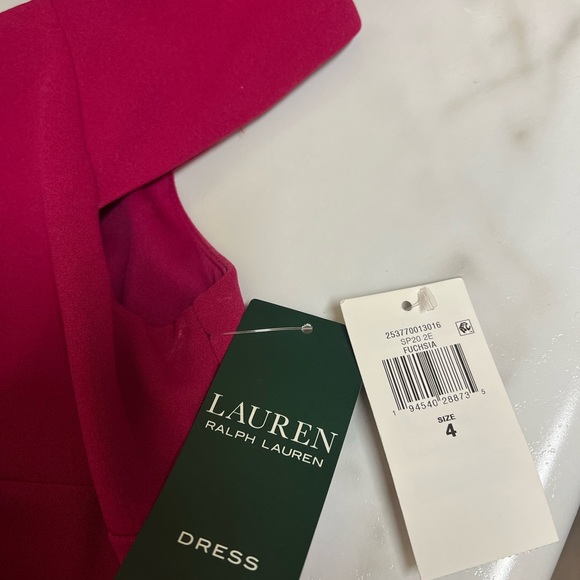 LAUREN
RALPH LAUREN
DRESS
253770013016
SP20 2E
FUCHSIA
1 94540 28873 5
SIZE
4